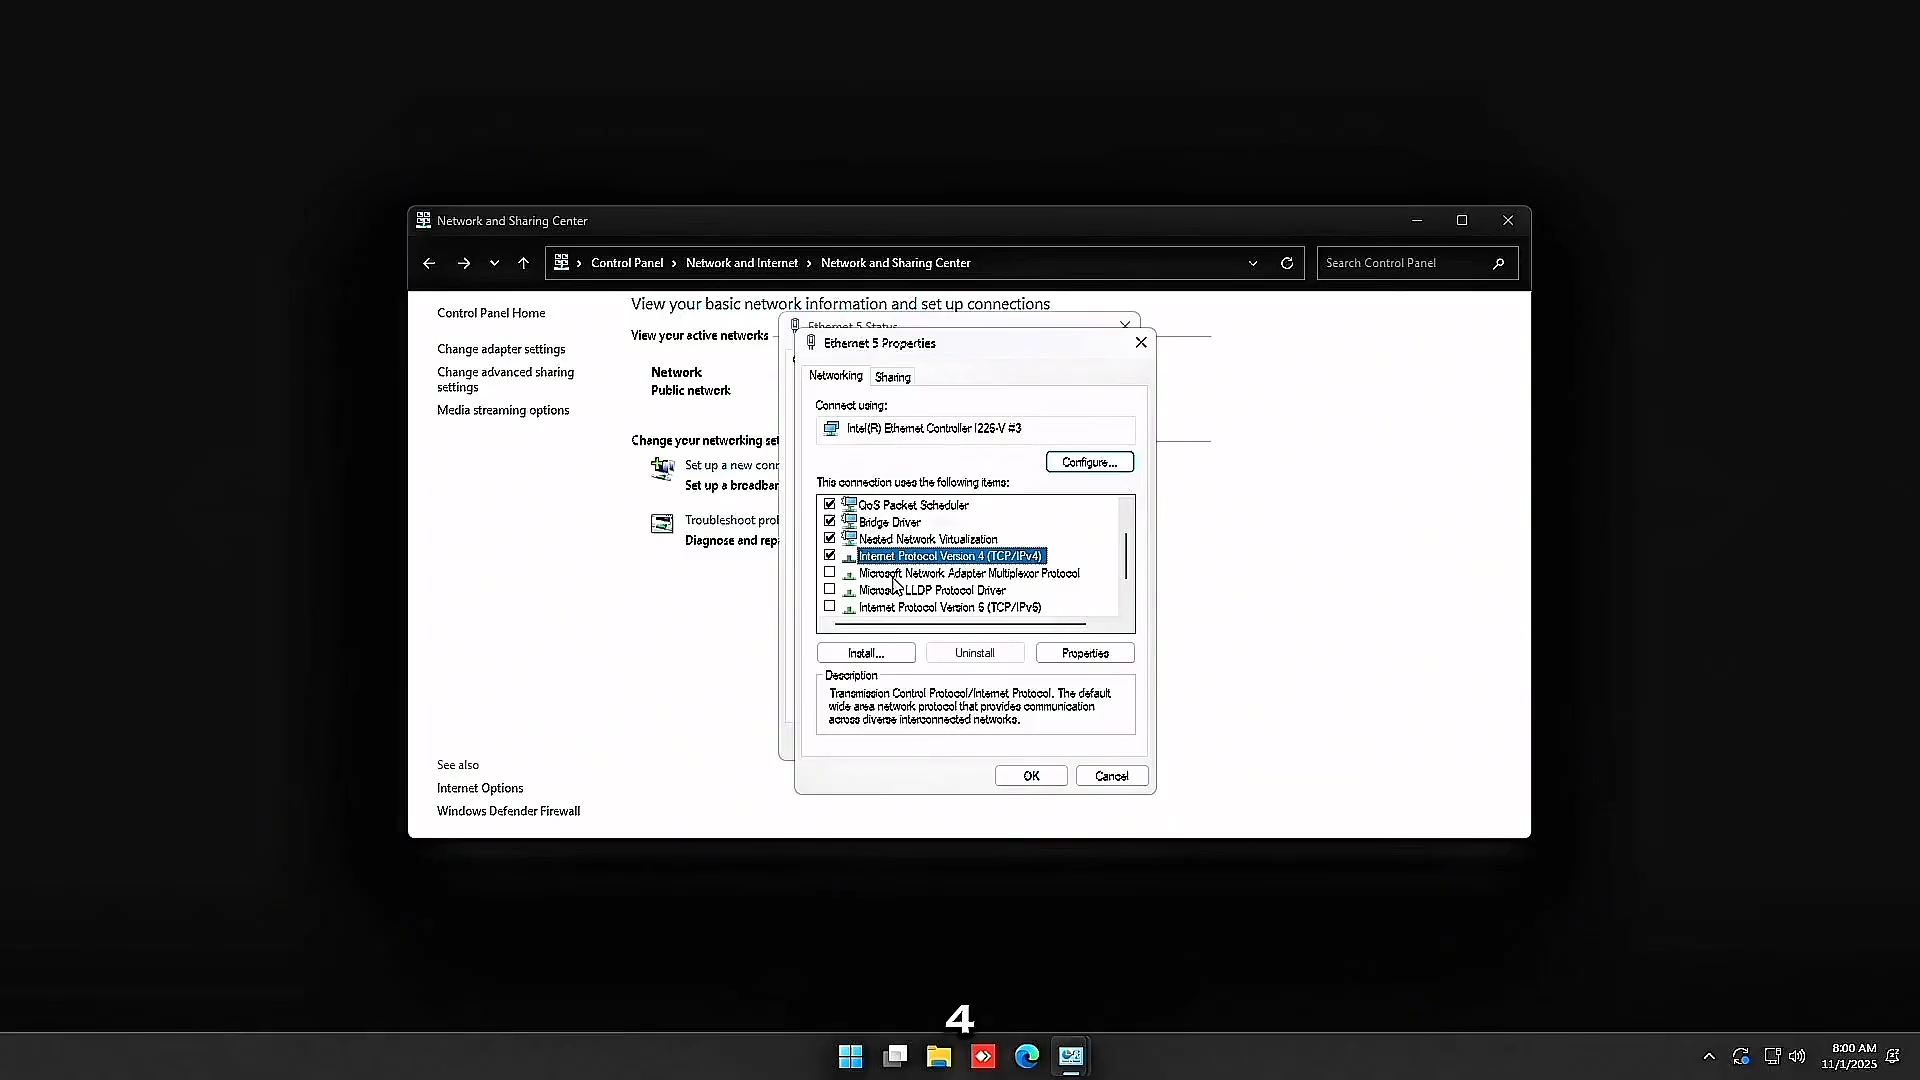 Network and Sharing Center
Control Panel
Network and Internet
Network and Sharing Center
Search Control Panel
Control Panel Home
Change adapter settings
Change advanced sharing
settings
Media streaming options
See also
Internet Options
Windows Defender Firewall
View your basic network information and set up connections
View your active networks
Network
Public network
Change your networking set
Set up a new conn
Set up a broadban
Troubleshoot prob
Diagnose and repa
Ethernet 5 Status
Ethernet 5 Properties
Networking
Sharing
Connect using:
Intel(R) Ethernet Controller I226-V #3
Configure...
This connection uses the following items:
QoS Packet Scheduler
Bridge Driver
Nested Network Virtualization
Internet Protocol Version 4 (TCP/IPv4)
Microsoft Network Adapter Multiplexor Protocol
Microsoft LLDP Protocol Driver
Internet Protocol Version 6 (TCP/IPv6)
Install...
Uninstall
Properties
Description
Transmission Control Protocol/Internet Protocol. The default
wide area network protocol that provides communication
across diverse interconnected networks.
OK
Cancel
4
8:00 AM
11/1/2025